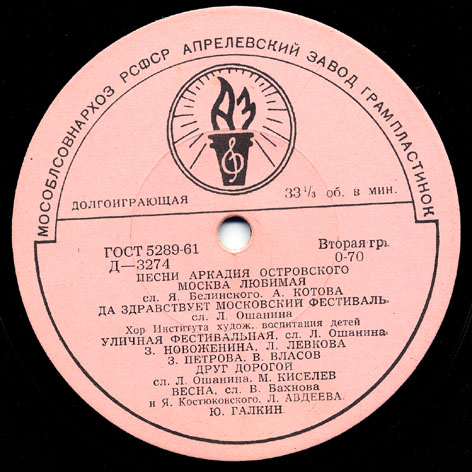 МОСОБЛСОВНАРХОЗ РСФСР АПРЕЛЕВСКИЙ ЗАВОД ГРАМПЛАСТИНОК
АЗ
ДОЛГОИГРАЮЩАЯ 33 1/3 об. в мин.
ГОСТ 5289-61 Вторая гр.
Д—3274 0-70
ПЕСНИ АРКАДИЯ ОСТРОВСКОГО
МОСКВА ЛЮБИМАЯ
сл. Я. Белинского. А. КОТОВА
ДА ЗДРАВСТВУЕТ МОСКОВСКИЙ ФЕСТИВАЛЬ.
сл. Л. Ошанина
Хор Института худож. воспитания детей
УЛИЧНАЯ ФЕСТИВАЛЬНАЯ, сл. Л. Ошанина.
З. НОВОЖЕНИНА, Л. ЛЕВКОВА
З. ПЕТРОВА, В. ВЛАСОВ
ДРУГ ДОРОГОЙ
сл. Л. Ошанина. М. КИСЕЛЕВ
ВЕСНА, сл. В. Бахнова
и Я. Костюковского. Л. АВДЕЕВА.
Ю. ГАЛКИН